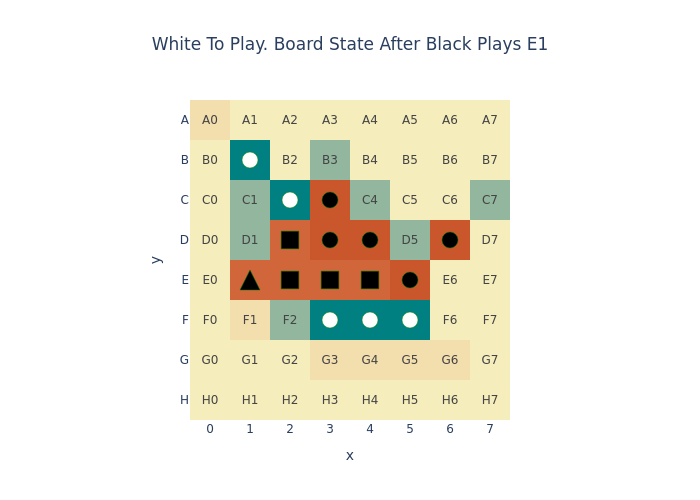 White To Play. Board State After Black Plays E1
A A0 A1 A2 A3 A4 A5 A6 A7
B B0 B2 B3 B4 B5 B6 B7
C C0 C1 C4 C5 C6 C7
D D0 D1 D5 D7
y
E E0 E6 E7
F F0 F1 F2 F6 F7
G G0 G1 G2 G3 G4 G5 G6 G7
H H0 H1 H2 H3 H4 H5 H6 H7
0 1 2 3 4 5 6 7
x